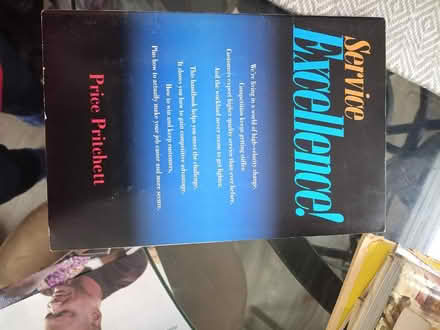 Service
Excellence!
We're living in a world of high-velocity change.
Competition keeps getting stiffer.
Customers expect higher quality service than ever before.
And the workload never seems to get lighter.
This handbook helps you meet the challenge.
It shows you how to gain competitive advantage.
How to win and keep customers.
Plus how to actually make your job easier and more secure.
Price Pritchett